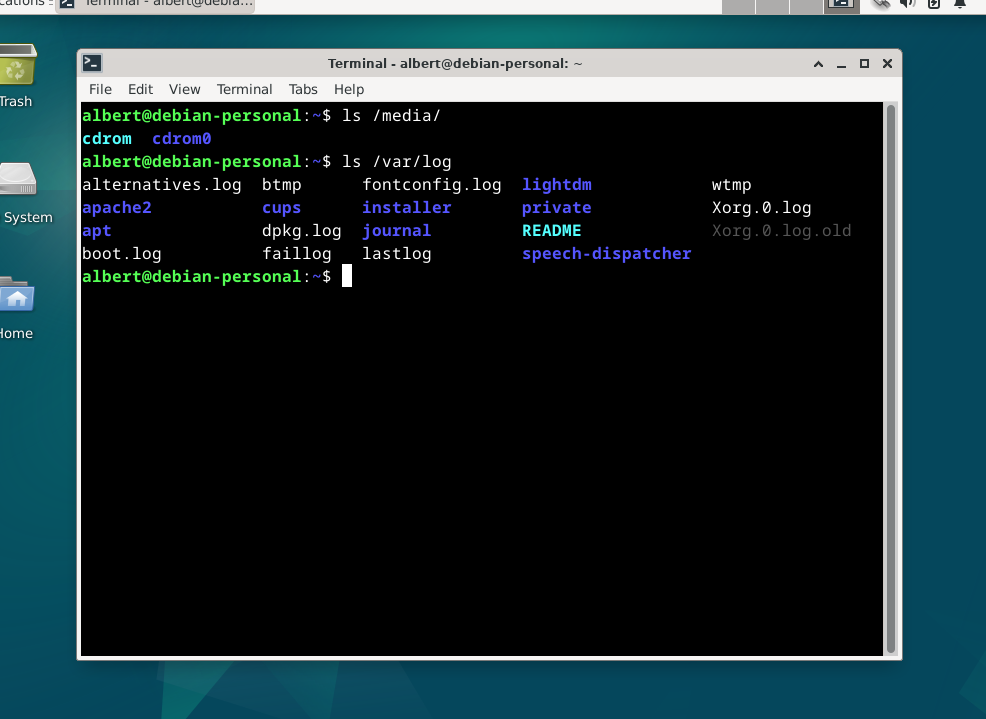 cations
Terminal - albert@debia...
Trash
System
Home
Terminal - albert@debian-personal: ~
File Edit View Terminal Tabs Help
albert@debian-personal:~$ ls /media/
cdrom cdrom0
albert@debian-personal:~$ ls /var/log
alternatives.log btmp fontconfig.log lightdm wtmp
apache2 cups installer private Xorg.0.log
apt dpkg.log journal README Xorg.0.log.old
boot.log faillog lastlog speech-dispatcher
albert@debian-personal:~$